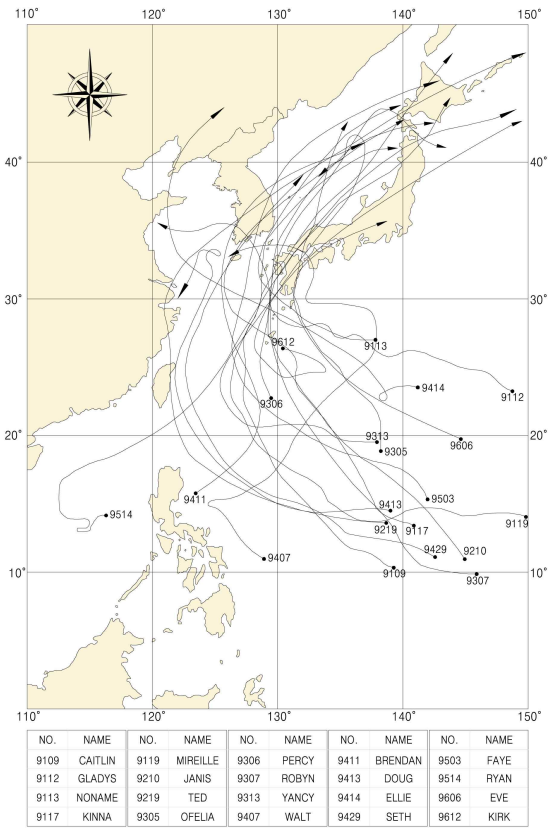 110° 120° 130° 140° 150°
40° 40°
30° 30°
9612
9113
9414
9112
9306
20° 9313 20°
9606
9305
9503
9411
9413
9514
9219 9117 9119
9429 9210
9407
10° 9109 9307 10°
110° 120° 130° 140° 150°
NO. NAME NO. NAME NO. NAME NO. NAME NO. NAME
9109 CAITLIN 9119 MIREILLE 9306 PERCY 9411 BRENDAN 9503 FAYE
9112 GLADYS 9210 JANIS 9307 ROBYN 9413 DOUG 9514 RYAN
9113 NONAME 9219 TED 9313 YANCY 9414 ELLIE 9606 EVE
9117 KINNA 9305 OFELIA 9407 WALT 9429 SETH 9612 KIRK